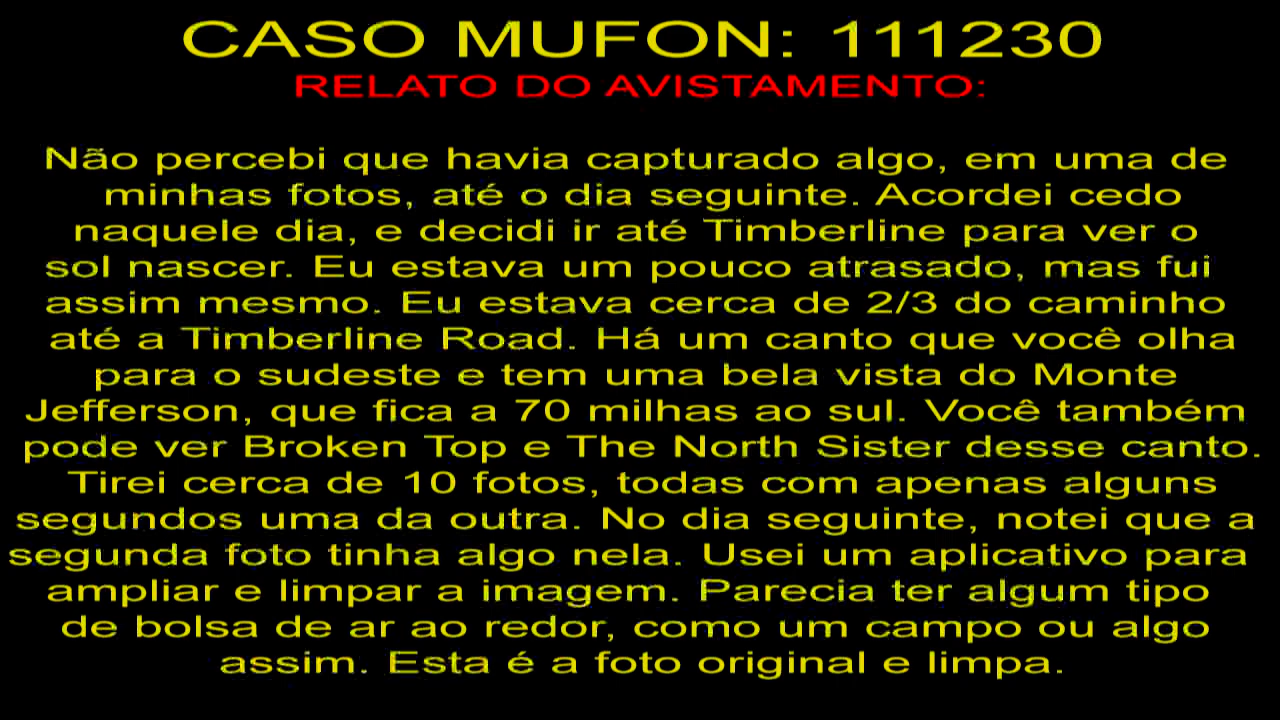 CASO MUFON: 111230
RELATO DO AVISTAMENTO:
Não percebi que havia capturado algo, em uma de
minhas fotos, até o dia seguinte. Acordei cedo
naquele dia, e decidi ir até Timberline para ver o
sol nascer. Eu estava um pouco atrasado, mas fui
assim mesmo. Eu estava cerca de 2/3 do caminho
até a Timberline Road. Há um canto que você olha
para o sudeste e tem uma bela vista do Monte
Jefferson, que fica a 70 milhas ao sul. Você também
pode ver Broken Top e The North Sister desse canto.
Tirei cerca de 10 fotos, todas com apenas alguns
segundos uma da outra. No dia seguinte, notei que a
segunda foto tinha algo nela. Usei um aplicativo para
ampliar e limpar a imagem. Parecia ter algum tipo
de bolsa de ar ao redor, como um campo ou algo
assim. Esta é a foto original e limpa.